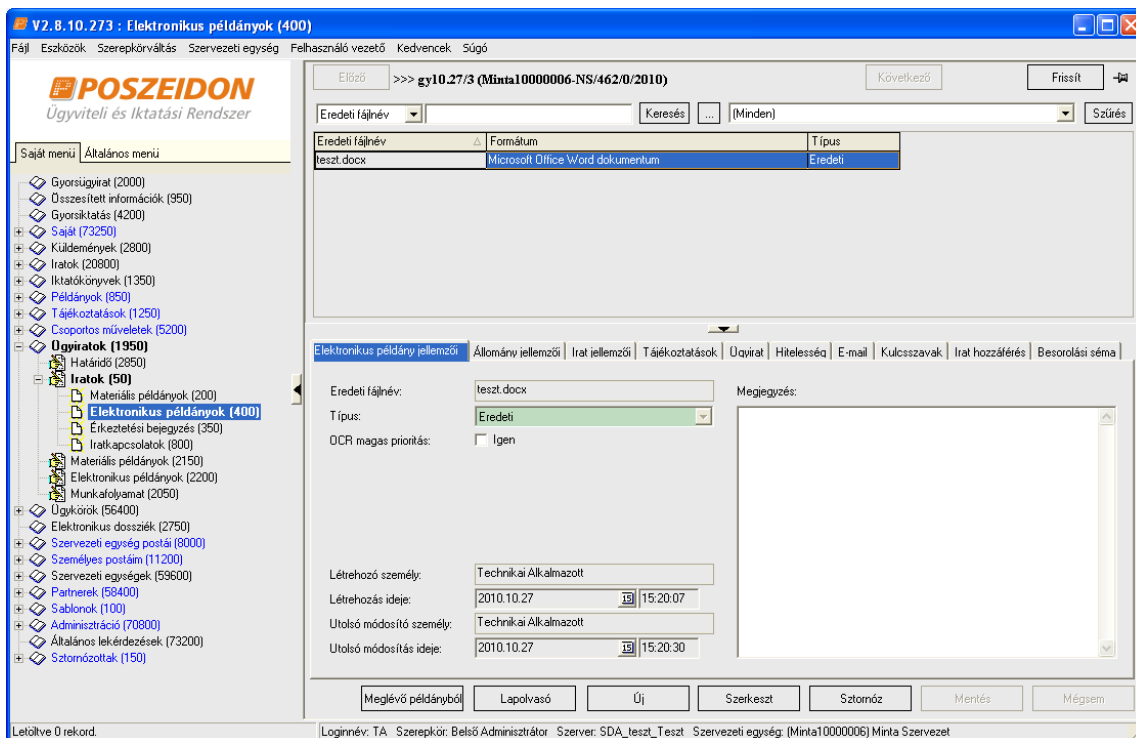 V2.8.10.273 : Elektronikus példányok (400)
Fájl Eszközök Szerepkörváltás Szervezeti egység Felhasználó vezető Kedvencek Súgó
POSZEIDON
Ügyviteli és Iktatási Rendszer
Saját menü Általános menü
Gyorsügyirat (2000)
Összesített információk (950)
Gyorsiktatás (4200)
Saját (73250)
Küldemények (2800)
Iratok (20800)
Iktatókönyvek (1350)
Példányok (850)
Tájékoztatások (1250)
Csoportos műveletek (5200)
Ügyiratok (1950)
Határidő (2850)
Iratok (50)
Materiális példányok (200)
Elektronikus példányok (400)
Érkeztetési bejegyzés (350)
Iratkapcsolatok (800)
Materiális példányok (2150)
Elektronikus példányok (2200)
Munkafolyamat (2050)
Ügykörök (56400)
Elektronikus dossziék (2750)
Szervezeti egység postái (8000)
Személyes postáim (11200)
Szervezeti egységek (59600)
Partnerek (58400)
Sablonok (100)
Adminisztráció (70800)
Általános lekérdezések (73200)
Sztornózottak (150)
Előző >>> gy10.27/3 (Minta10000006-NS/462/0/2010) Következő Frissít
Eredeti fájlnév Keresés ... (Minden) Szűrés
Eredeti fájlnév Formátum Típus
teszt.docx Microsoft Office Word dokumentum Eredeti
Elektronikus példány jellemzői Állomány jellemzői Irat jellemzői Tájékoztatások Ügyirat Hitelesség E-mail Kulcsszavak Irat hozzáférés Besorolási séma
Eredeti fájlnév: teszt.docx Megjegyzés:
Típus: Eredeti
OCR magas prioritás: Igen
Létrehozó személy: Technikai Alkalmazott
Létrehozás ideje: 2010.10.27 15 15:20:07
Utolsó módosító személy: Technikai Alkalmazott
Utolsó módosítás ideje: 2010.10.27 15 15:20:30
Meglévő példányból Lapolvasó Új Szerkeszt Sztornóz Mentés Mégsem
Letöltve 0 rekord. Loginnév: TA Szerepkör: Belső Adminisztrátor Szerver: SDA_teszt_Teszt Szervezeti egység: (Minta10000006) Minta Szervezet